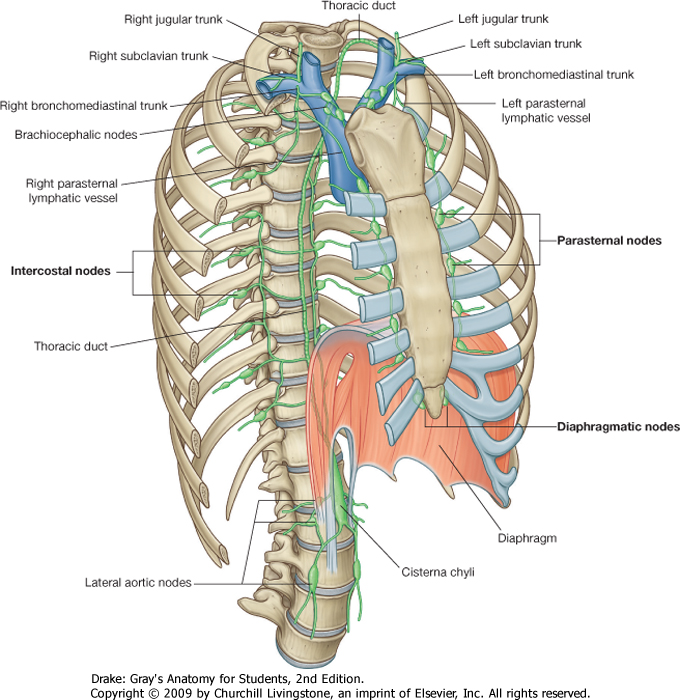 Thoracic duct
Right jugular trunk
Left jugular trunk
Left subclavian trunk
Right subclavian trunk
Left bronchomediastinal trunk
Right bronchomediastinal trunk
Left parasternal
lymphatic vessel
Brachiocephalic nodes
Right parasternal
lymphatic vessel
Parasternal nodes
Intercostal nodes
Thoracic duct
Diaphragmatic nodes
Diaphragm
Cisterna chyli
Lateral aortic nodes
Drake: Gray's Anatomy for Students, 2nd Edition.
Copyright © 2009 by Churchill Livingstone, an imprint of Elsevier, Inc. All rights reserved.